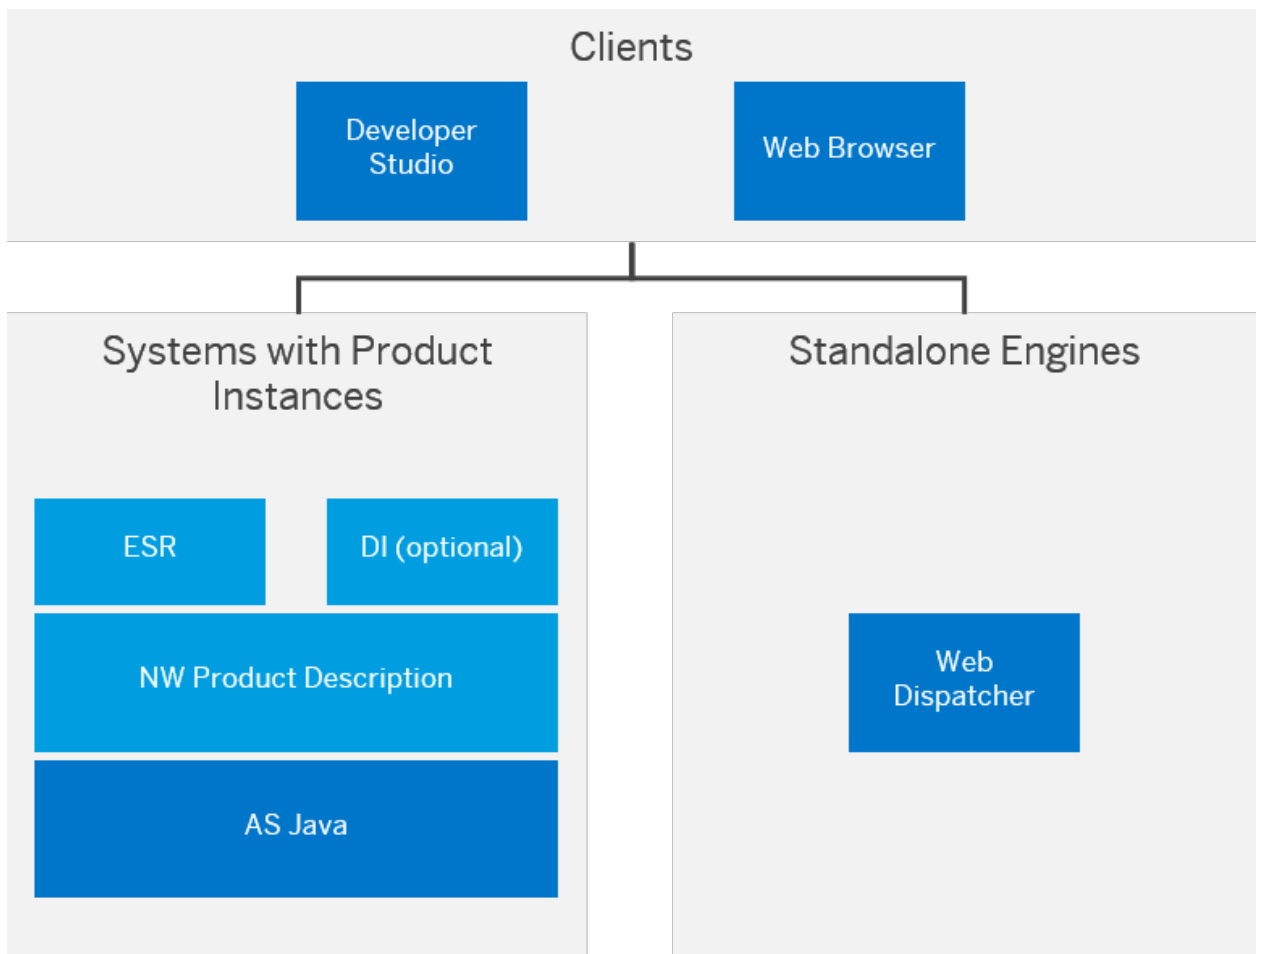 Clients
Developer
Studio
Web Browser
Systems with Product
Instances
Standalone Engines
ESR
DI (optional)
NW Product Description
Web
Dispatcher
AS Java